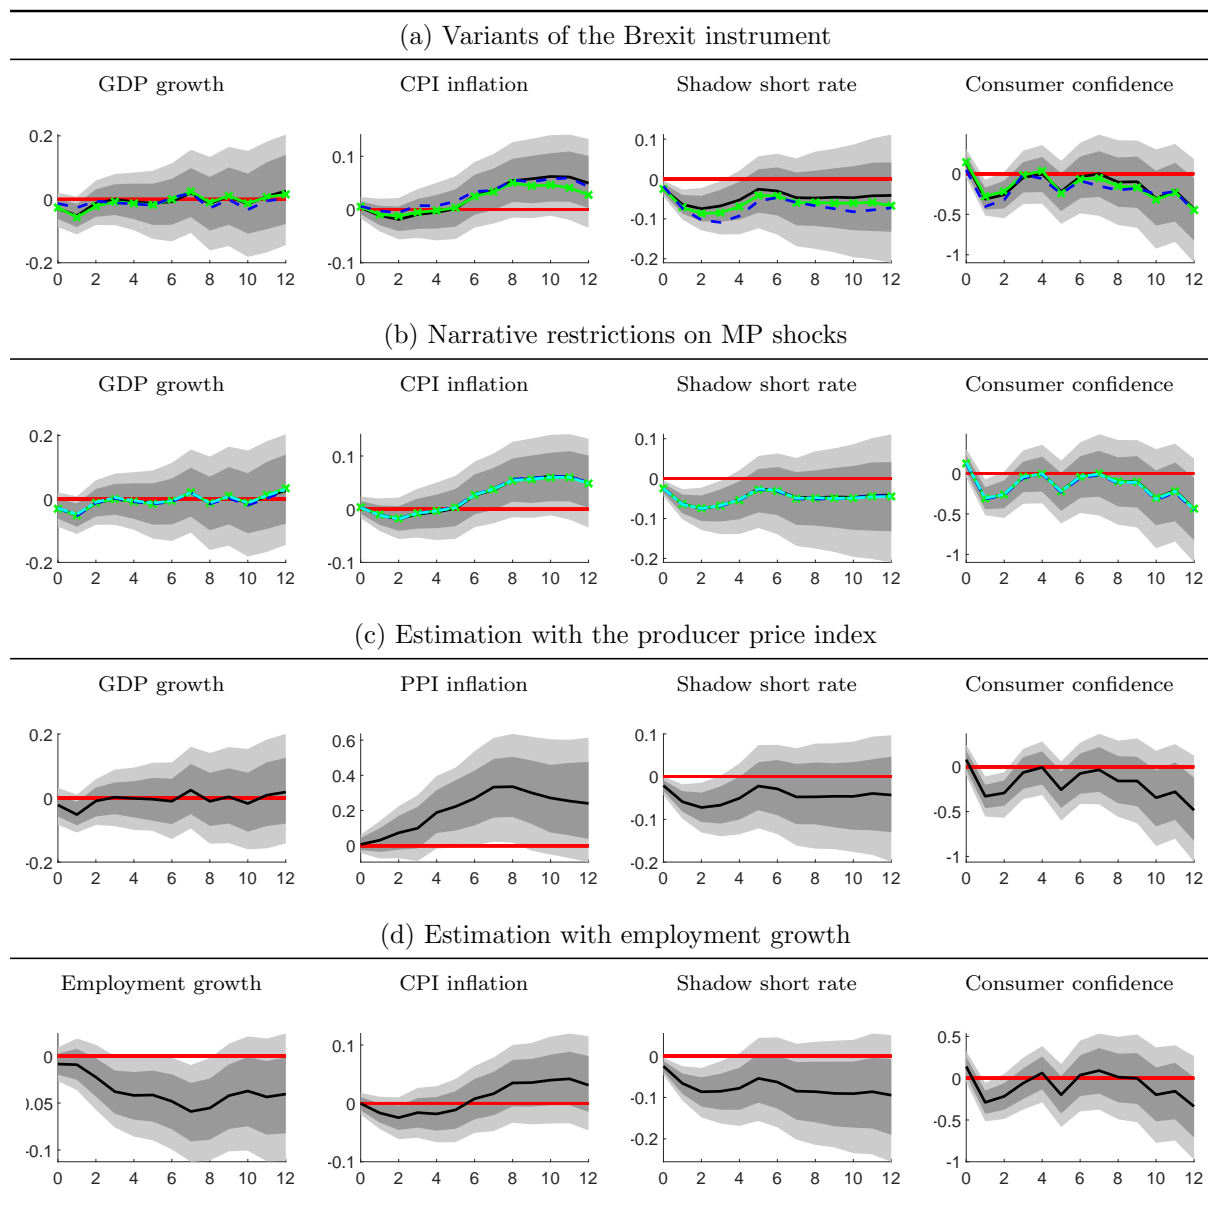 (a) Variants of the Brexit instrument
GDP growth CPI inflation Shadow short rate Consumer confidence
0.2
0
-0.2
0 2 4 6 8 10 12
0.1
0
-0.1
0 2 4 6 8 10 12
0.1
0
-0.1
-0.2
0 2 4 6 8 10 12
0
-0.5
-1
0 2 4 6 8 10 12
(b) Narrative restrictions on MP shocks
GDP growth CPI inflation Shadow short rate Consumer confidence
0.2
0
-0.2
0 2 4 6 8 10 12
0.1
0
-0.1
0 2 4 6 8 10 12
0.1
0
-0.1
-0.2
0 2 4 6 8 10 12
0
-0.5
-1
0 2 4 6 8 10 12
(c) Estimation with the producer price index
GDP growth PPI inflation Shadow short rate Consumer confidence
0.2
0
-0.2
0 2 4 6 8 10 12
0.6
0.4
0.2
0
0 2 4 6 8 10 12
0.1
0
-0.1
-0.2
0 2 4 6 8 10 12
0
-0.5
-1
0 2 4 6 8 10 12
(d) Estimation with employment growth
Employment growth CPI inflation Shadow short rate Consumer confidence
0
.05
-0.1
0 2 4 6 8 10 12
0.1
0
-0.1
0 2 4 6 8 10 12
0
-0.1
-0.2
0 2 4 6 8 10 12
0.5
0
-0.5
-1
0 2 4 6 8 10 12